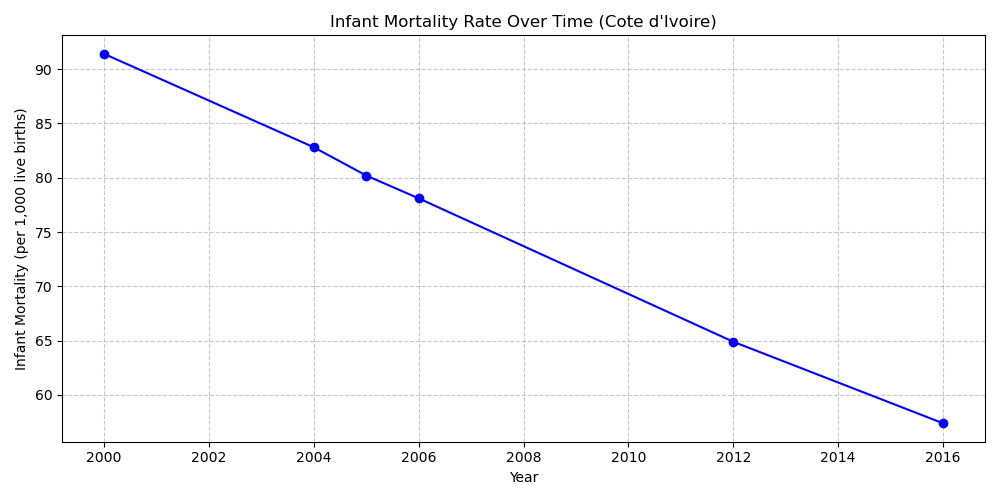 Infant Mortality Rate Over Time (Cote d'Ivoire)
Infant Mortality (per 1,000 live births)
90
85
80
75
70
65
60
2000 2002 2004 2006 2008 2010 2012 2014 2016
Year